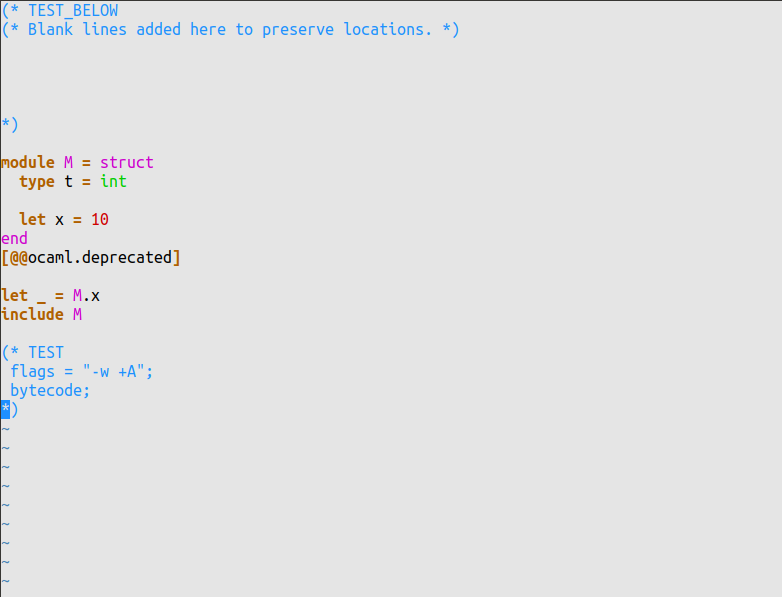 (* TEST_BELOW
(* Blank lines added here to preserve locations. *)
*)
module M = struct
  type t = int
  let x = 10
end
[@@ocaml.deprecated]
let _ = M.x
include M
(* TEST
 flags = "-w +A";
 bytecode;
*)
~
~
~
~
~
~
~
~
~